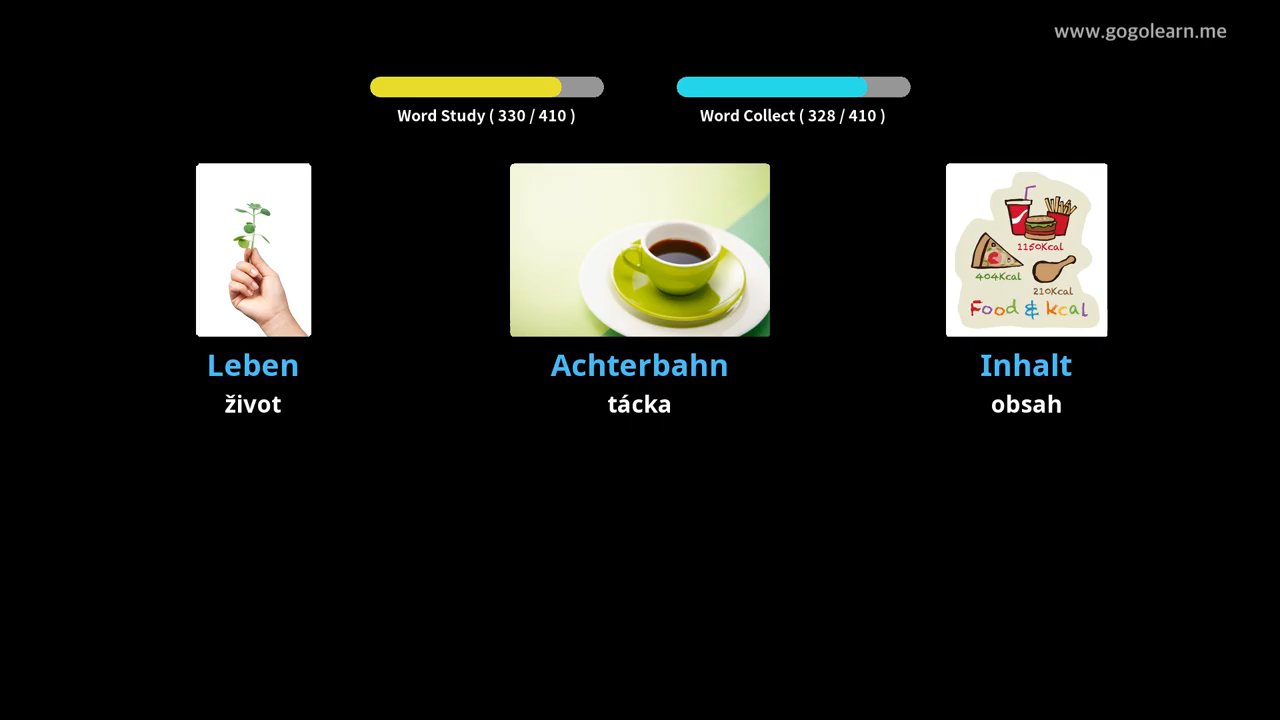 www.gogolearn.me
Word Study ( 330 / 410 )
Word Collect ( 328 / 410 )
1150Kcal
404Kcal
210Kcal
Food & kcal
Leben
Achterbahn
Inhalt
život
tácka
obsah